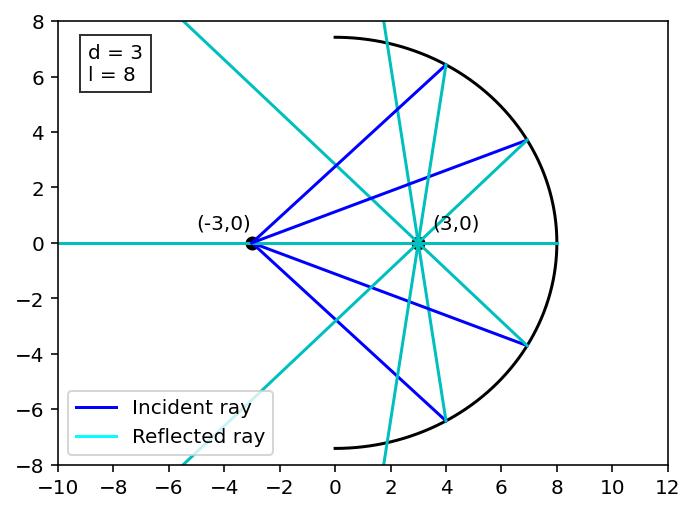 8
6
4
2
0
−2
−4
−6
−8
d = 3
l = 8
(-3,0)
(3,0)
Incident ray
Reflected ray
−10 −8 −6 −4 −2 0 2 4 6 8 10 12